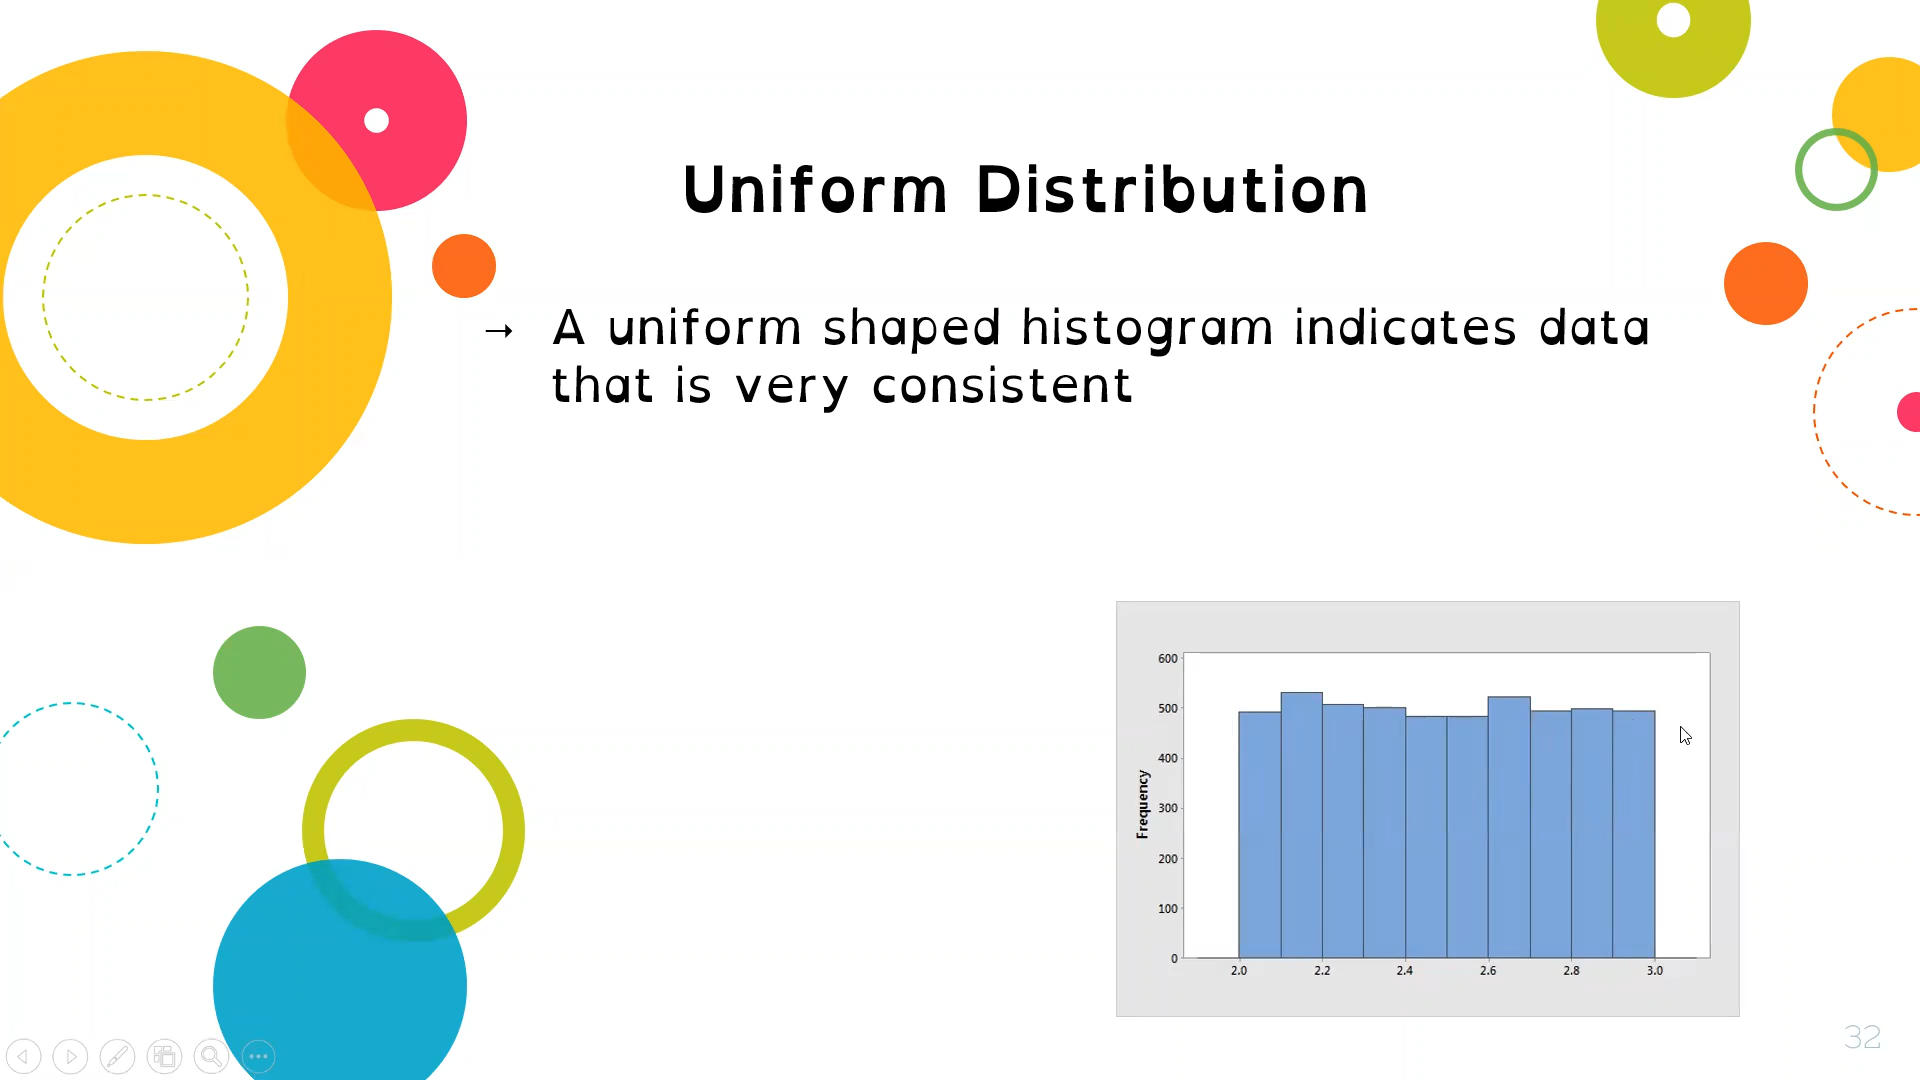 Uniform Distribution
→ A uniform shaped histogram indicates data
that is very consistent
600
500
400
300
200
100
0
Frequency
2.0 2.2 2.4 2.6 2.8 3.0
32